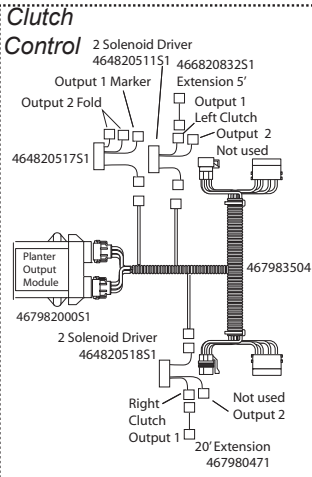 Clutch
Control
2 Solenoid Driver
464820511S1
466820832S1
Extension 5’
Output 1 Marker
Output 2 Fold
Output 1
Left Clutch
Output 2
Not used
464820517S1
Planter
Output
Module
467983504
467982000S1
2 Solenoid Driver
464820518S1
Right
Clutch
Output 1
Not used
Output 2
20’ Extension
467980471